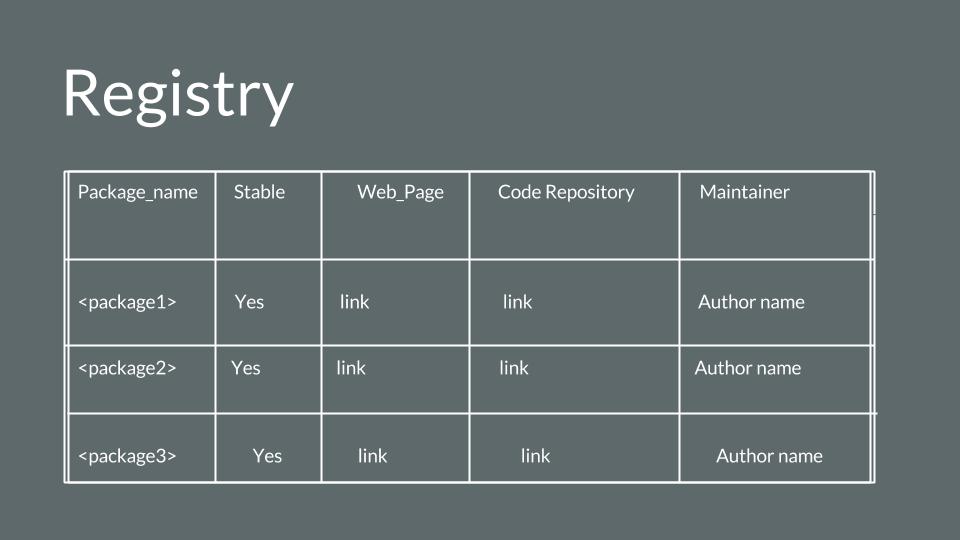 Registry
Package_name Stable Web_Page Code Repository Maintainer
<package1> Yes link link Author name
<package2> Yes link link Author name
<package3> Yes link link Author name